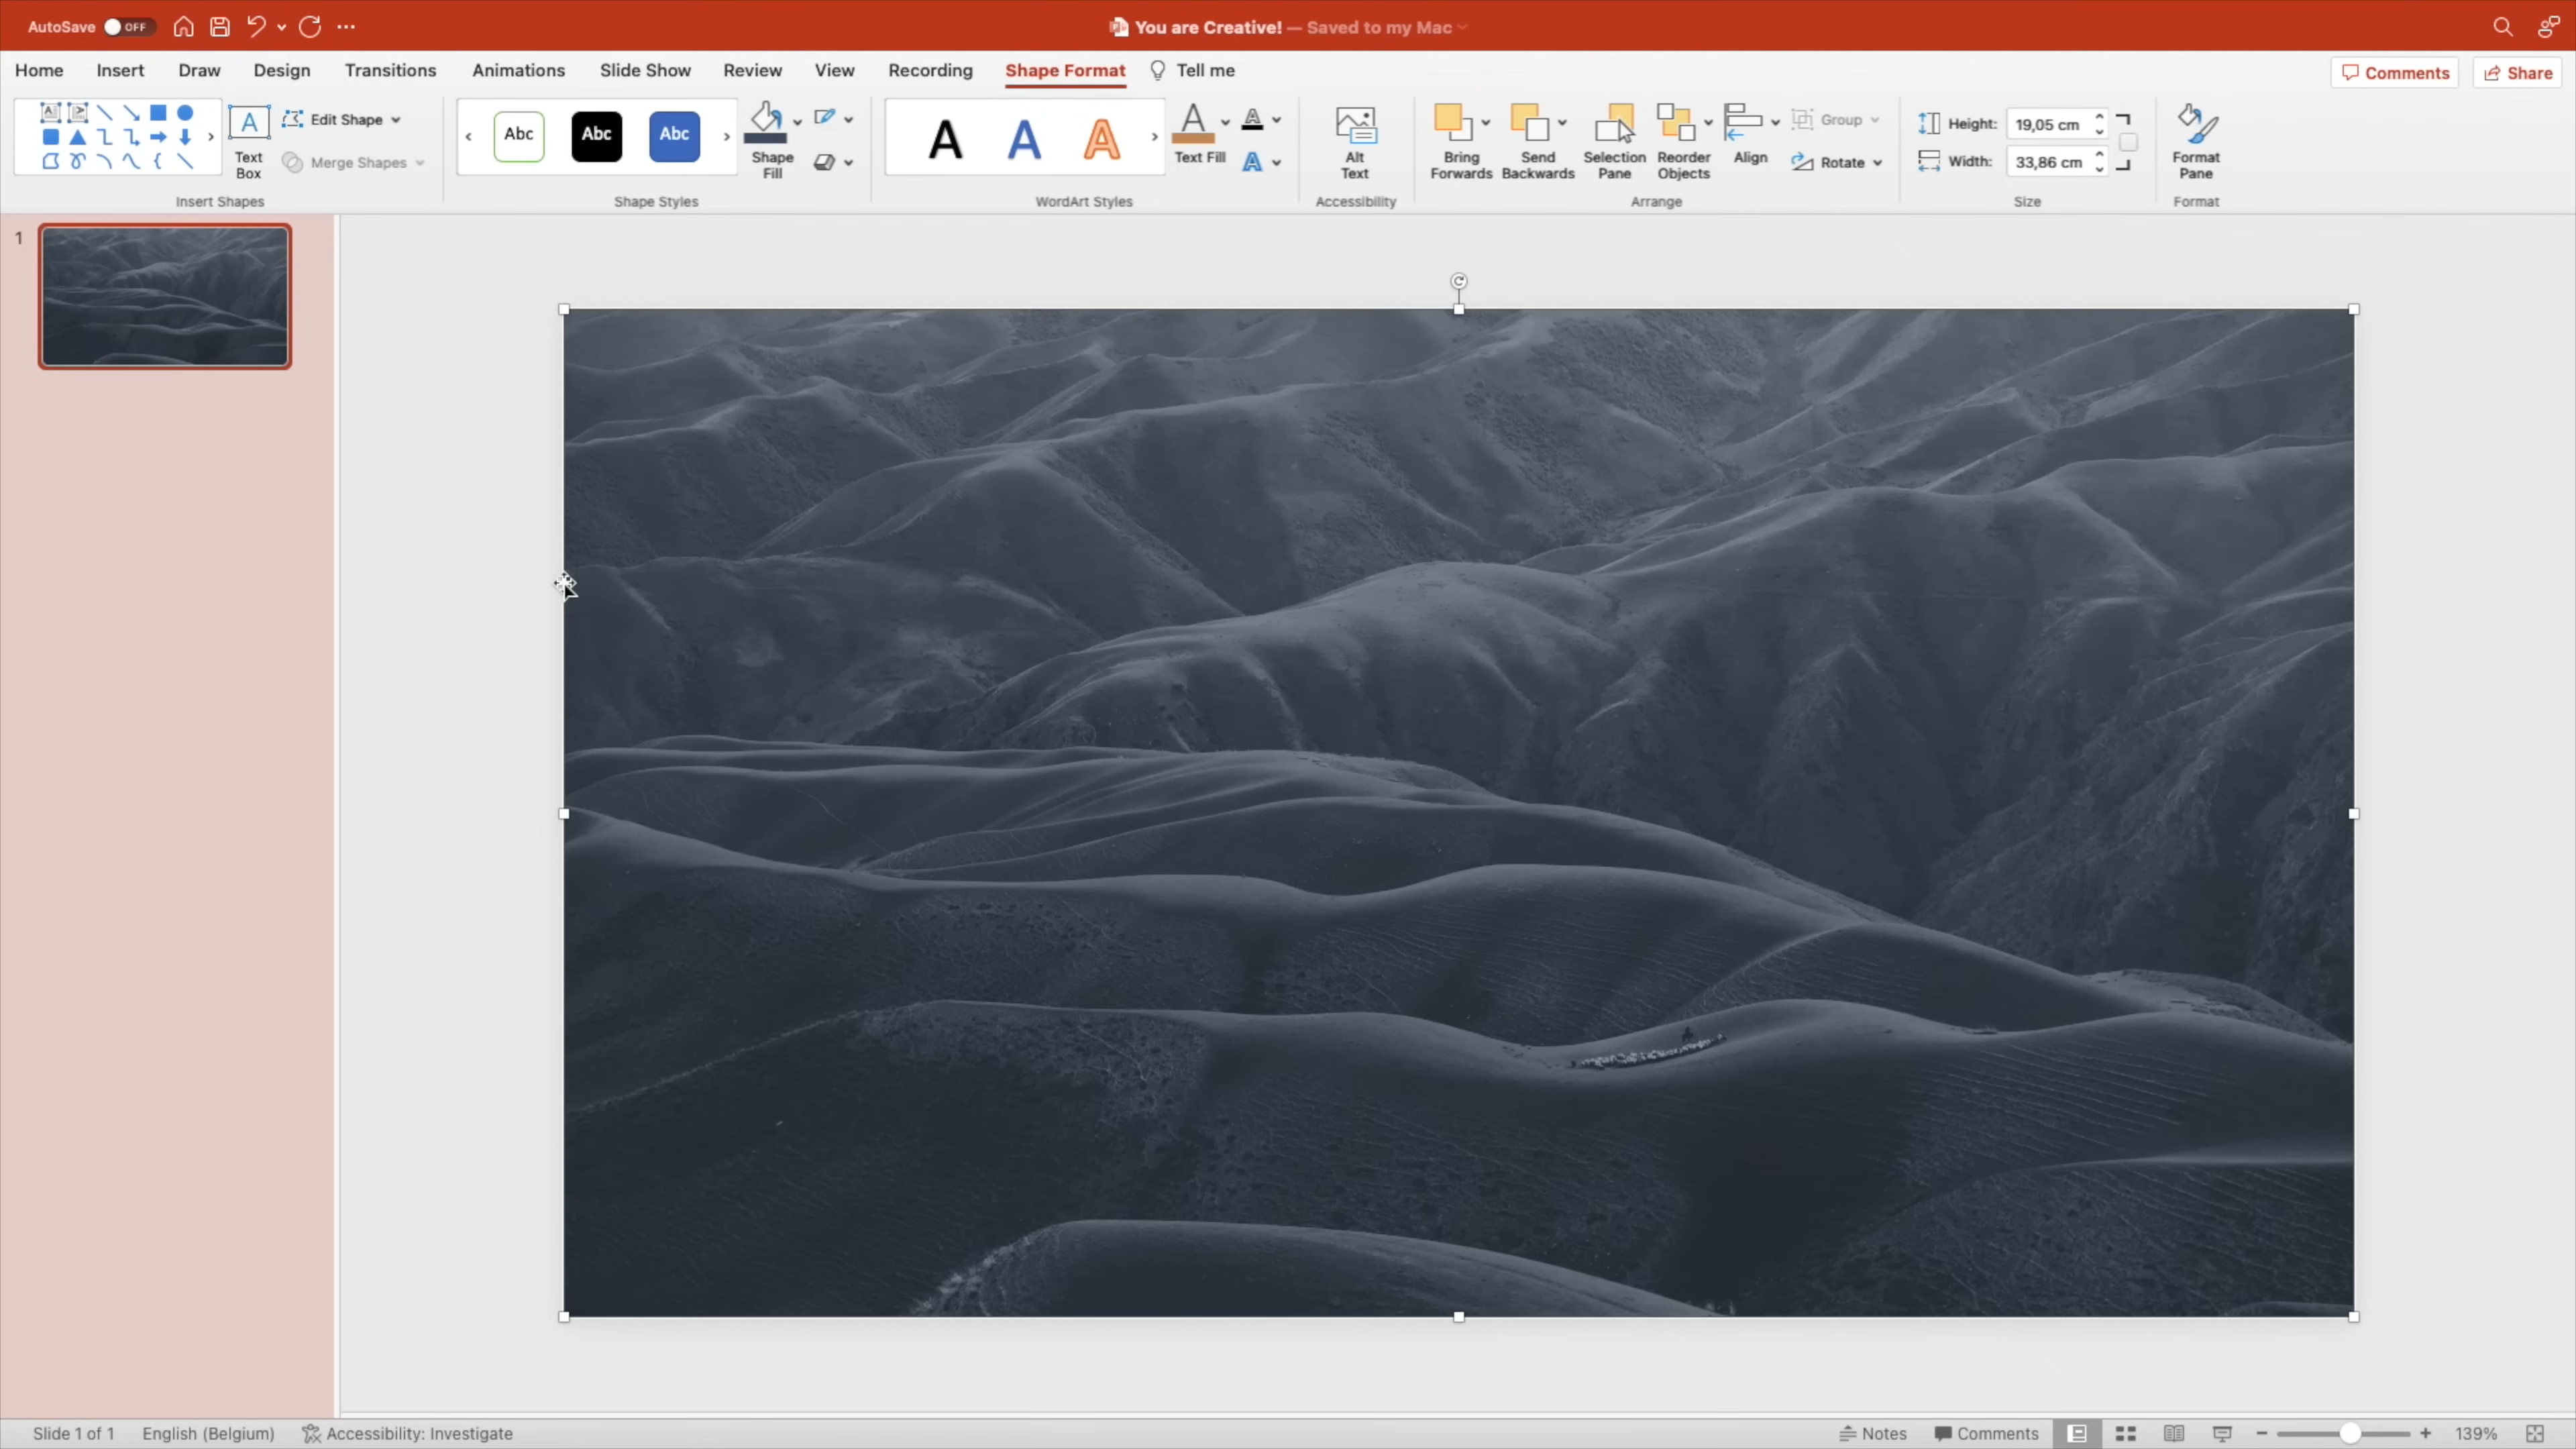 AutoSave OFF
You are Creative! — Saved to my Mac
Home Insert Draw Design Transitions Animations Slide Show Review View Recording Shape Format Tell me
Comments Share
A A
A
Text
Box
Edit Shape
Merge Shapes
Insert Shapes
Abc Abc Abc
Shape
Fill
Shape Styles
A A A
A
Text Fill
A
A
WordArt Styles
Alt
Text
Accessibility
Bring
Forwards
Send
Backwards
Selection
Pane
Reorder
Objects
Align
Group
Rotate
Arrange
Height: 19,05 cm
Width: 33,86 cm
Size
Format
Pane
Format
1
Slide 1 of 1 English (Belgium) Accessibility: Investigate
Notes Comments 139%